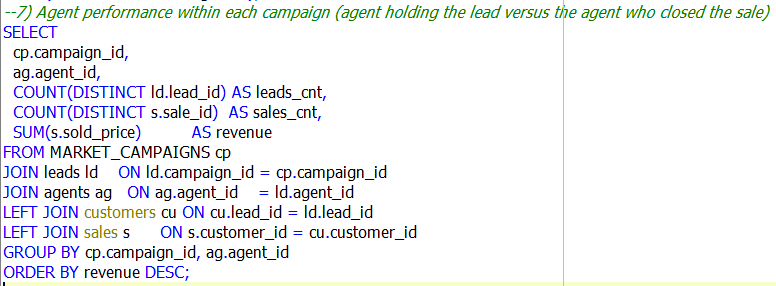 --7) Agent performance within each campaign (agent holding the lead versus the agent who closed the sale)
SELECT
  cp.campaign_id,
  ag.agent_id,
  COUNT(DISTINCT ld.lead_id) AS leads_cnt,
  COUNT(DISTINCT s.sale_id)  AS sales_cnt,
  SUM(s.sold_price)          AS revenue
FROM MARKET_CAMPAIGNS cp
JOIN leads ld    ON ld.campaign_id = cp.campaign_id
JOIN agents ag   ON ag.agent_id    = ld.agent_id
LEFT JOIN customers cu ON cu.lead_id = ld.lead_id
LEFT JOIN sales s      ON s.customer_id = cu.customer_id
GROUP BY cp.campaign_id, ag.agent_id
ORDER BY revenue DESC;